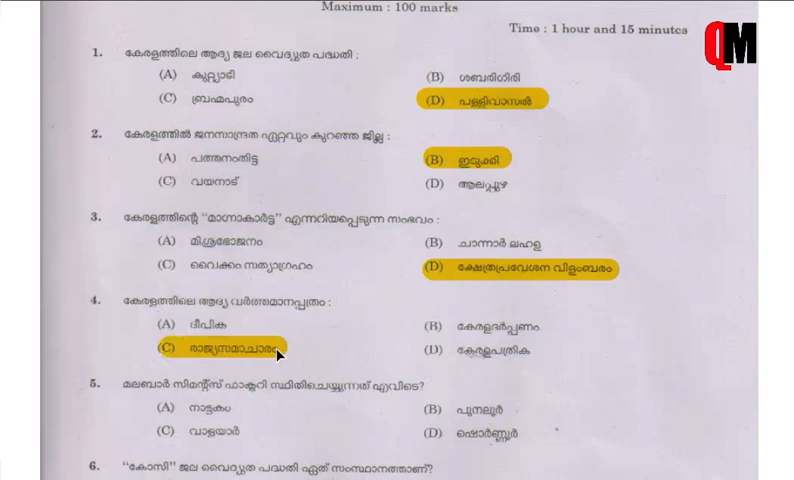 Maximum : 100 marks
Time : 1 hour and 15 minutes
QM
1. കേരളത്തിലെ ആദ്യ ജല വൈദ്യുത പദ്ധതി :
(A) കുറ്റ്യാടി (B) ശബരിഗിരി
(C) ബ്രഹ്മപുരം (D) പള്ളിവാസൽ
2. കേരളത്തിൽ ജനസാന്ദ്രത ഏറ്റവും കുറഞ്ഞ ജില്ല :
(A) പത്തനംതിട്ട (B) ഇടുക്കി
(C) വയനാട് (D) ആലപ്പുഴ
3. കേരളത്തിന്റെ “മാഗ്നാകാർട്ട” എന്നറിയപ്പെടുന്ന സംഭവം :
(A) മിശ്രഭോജനം (B) ചാന്നാർ ലഹള
(C) വൈക്കം സത്യാഗ്രഹം (D) ക്ഷേത്രപ്രവേശന വിളംബരം
4. കേരളത്തിലെ ആദ്യ വർത്തമാനപ്പത്രം :
(A) ദീപിക (B) കേരളദർപ്പണം
(C) രാജ്യസമാചാരം (D) കേരളപത്രിക
5. മലബാർ സിമന്റ്സ് ഫാക്ടറി സ്ഥിതിചെയ്യുന്നത് എവിടെ?
(A) നാട്ടകം (B) പുനലൂർ
(C) വാളയാർ (D) ഷൊർണ്ണൂർ
6. “കോസി” ജല വൈദ്യുത പദ്ധതി ഏത് സംസ്ഥാനത്താണ്?